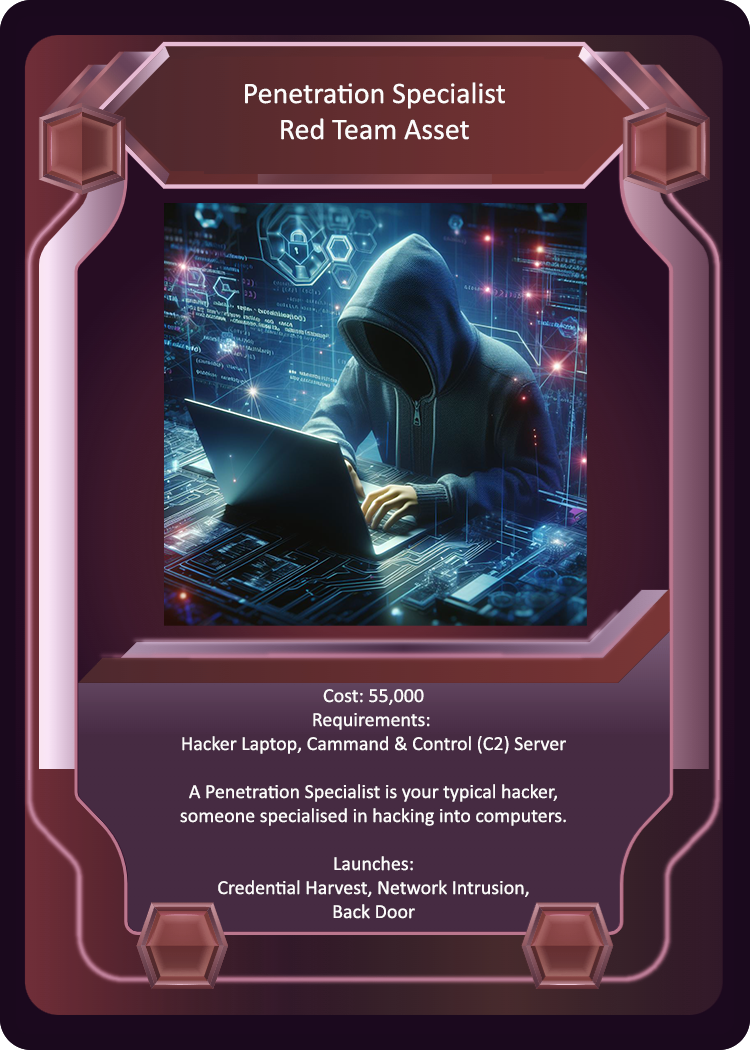 Penetration Specialist
Red Team Asset
Cost: 55,000
Requirements:
Hacker Laptop, Cammand & Control (C2) Server
A Penetration Specialist is your typical hacker,
someone specialised in hacking into computers.
Launches:
Credential Harvest, Network Intrusion,
Back Door